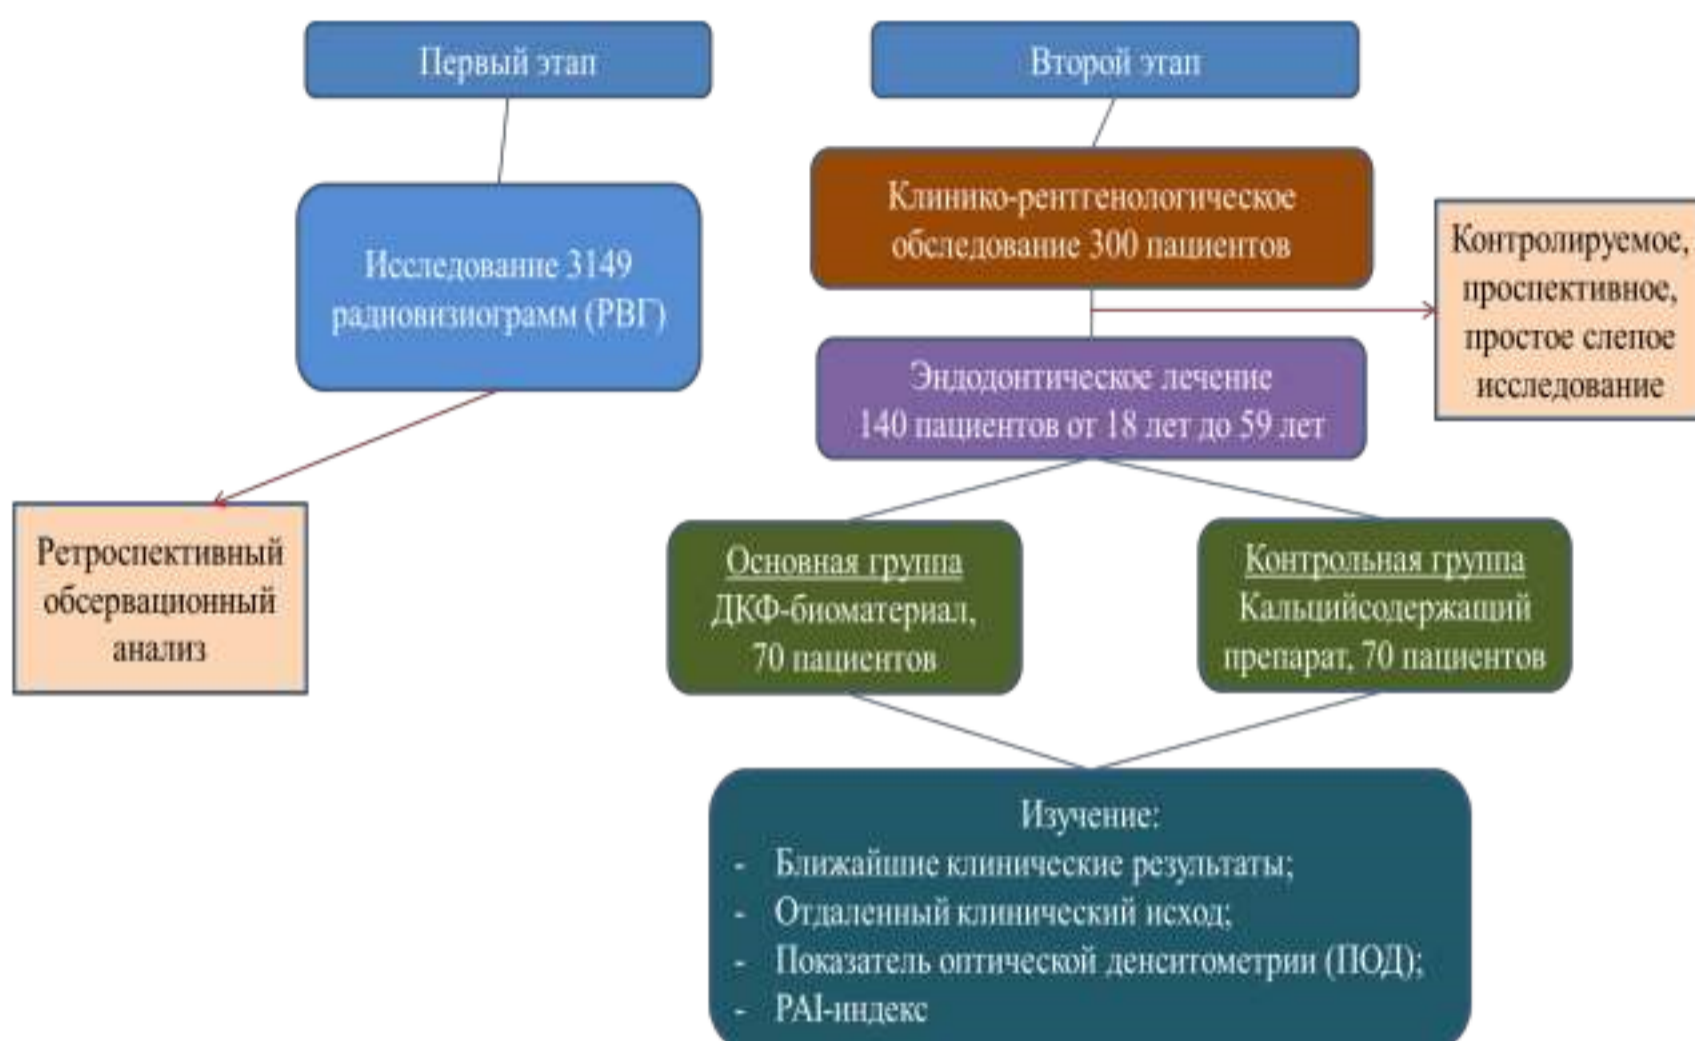 Первый этап
Исследование 3149
радиовизиограмм (РВГ)
Ретроспективный
обсервационный
анализ
Второй этап
Клинико-рентгенологическое
обследование 300 пациентов
Контролируемое,
проспективное,
простое слепое
исследование
Эндодонтическое лечение
140 пациентов от 18 лет до 59 лет
Основная группа
ДКФ-биоматериал,
70 пациентов
Контрольная группа
Кальцийсодержащий
препарат, 70 пациентов
Изучение:
- Ближайшие клинические результаты;
- Отдаленный клинический исход;
- Показатель оптической денситометрии (ПОД);
- PAI-индекс